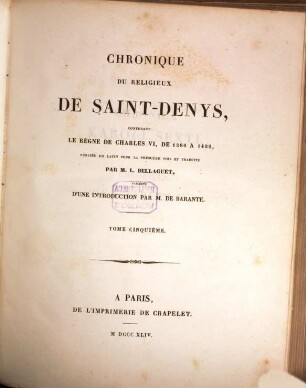 CHRONIQUE
DU RELIGIEUX
DE SAINT-DENYS,
CONTENANT
LE RÈGNE DE CHARLES VI, DE 1380 A 1422,
PUBLIÉE EN LATIN POUR LA PREMIÈRE FOIS ET TRADUITE
PAR M. L. BELLAGUET,
D'UNE INTRODUCTION PAR M. DE BARANTE.
TOME CINQUIÈME.
A PARIS,
DE L'IMPRIMERIE DE CRAPELET.
M DCCC XLIV.